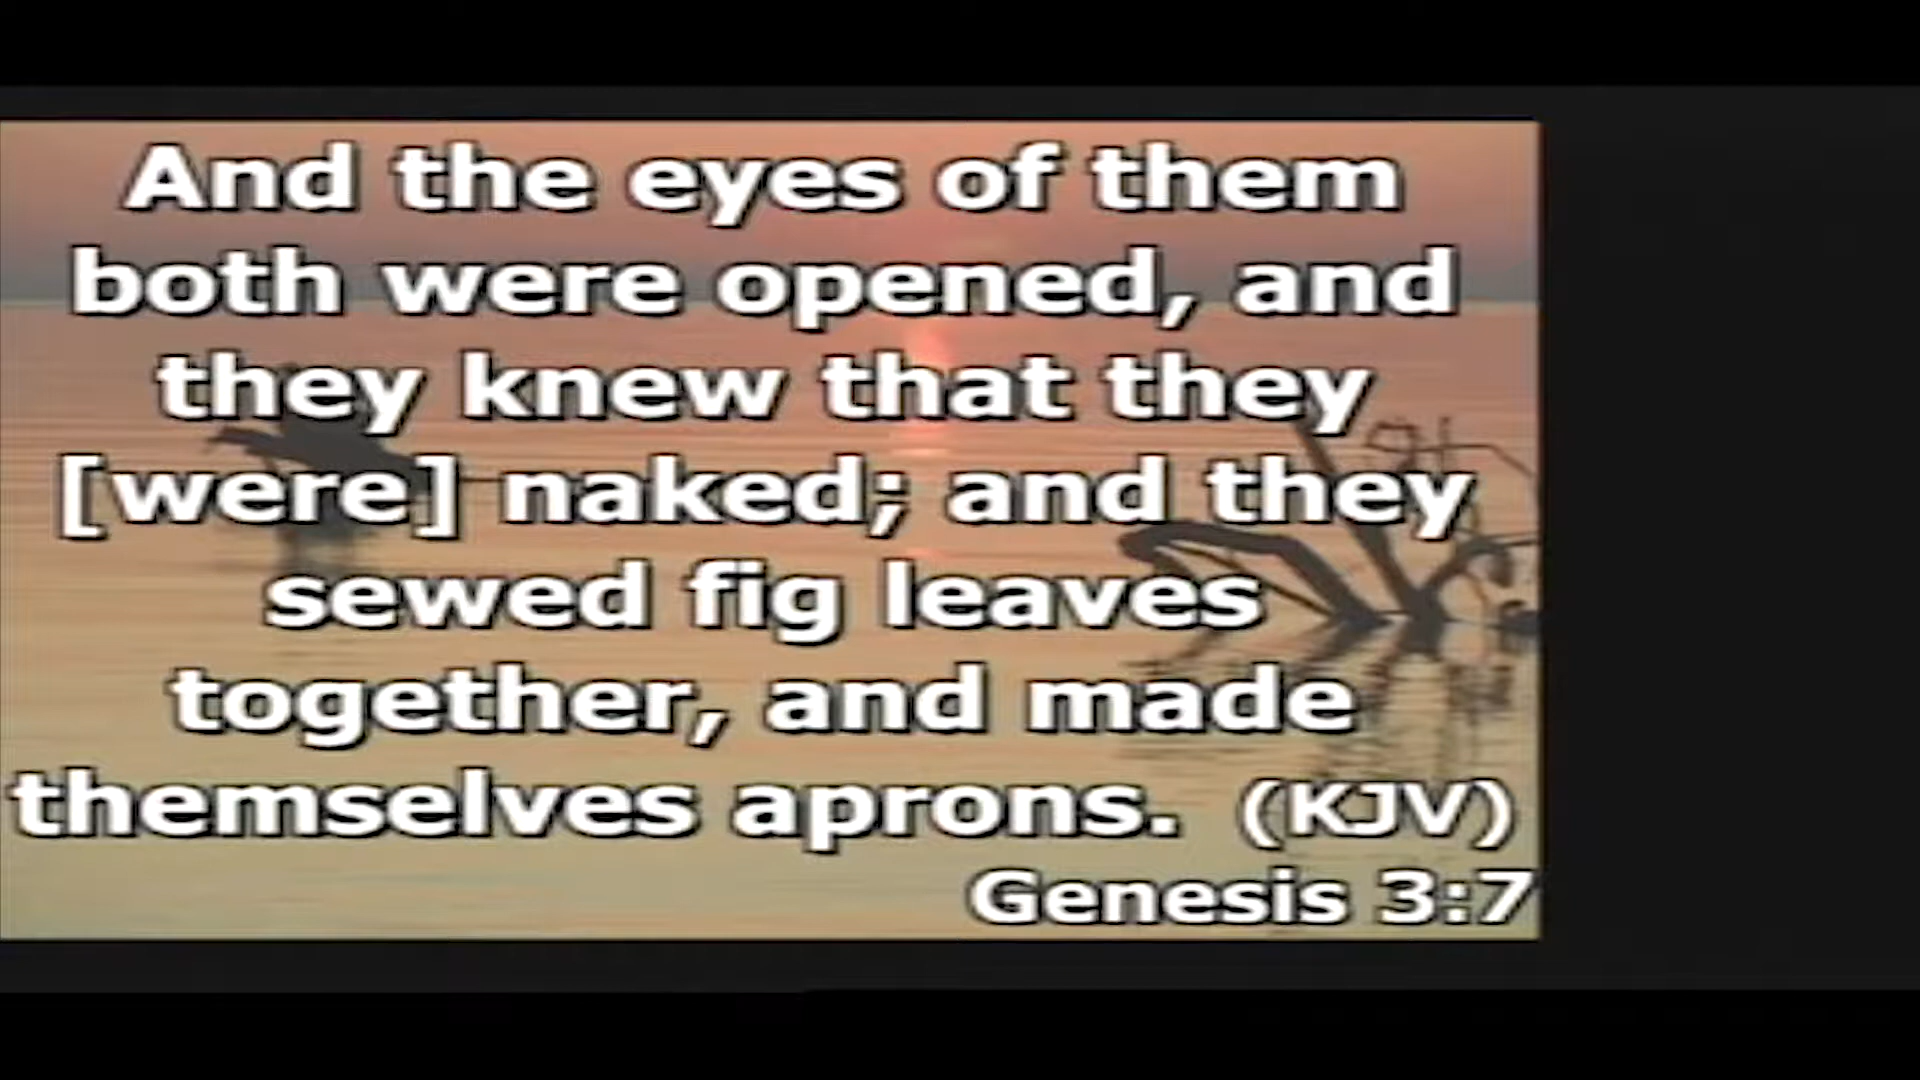 And the eyes of them
both were opened, and
they knew that they
[were] naked; and they
sewed fig leaves
together, and made
themselves aprons. (KJV)
Genesis 3:7